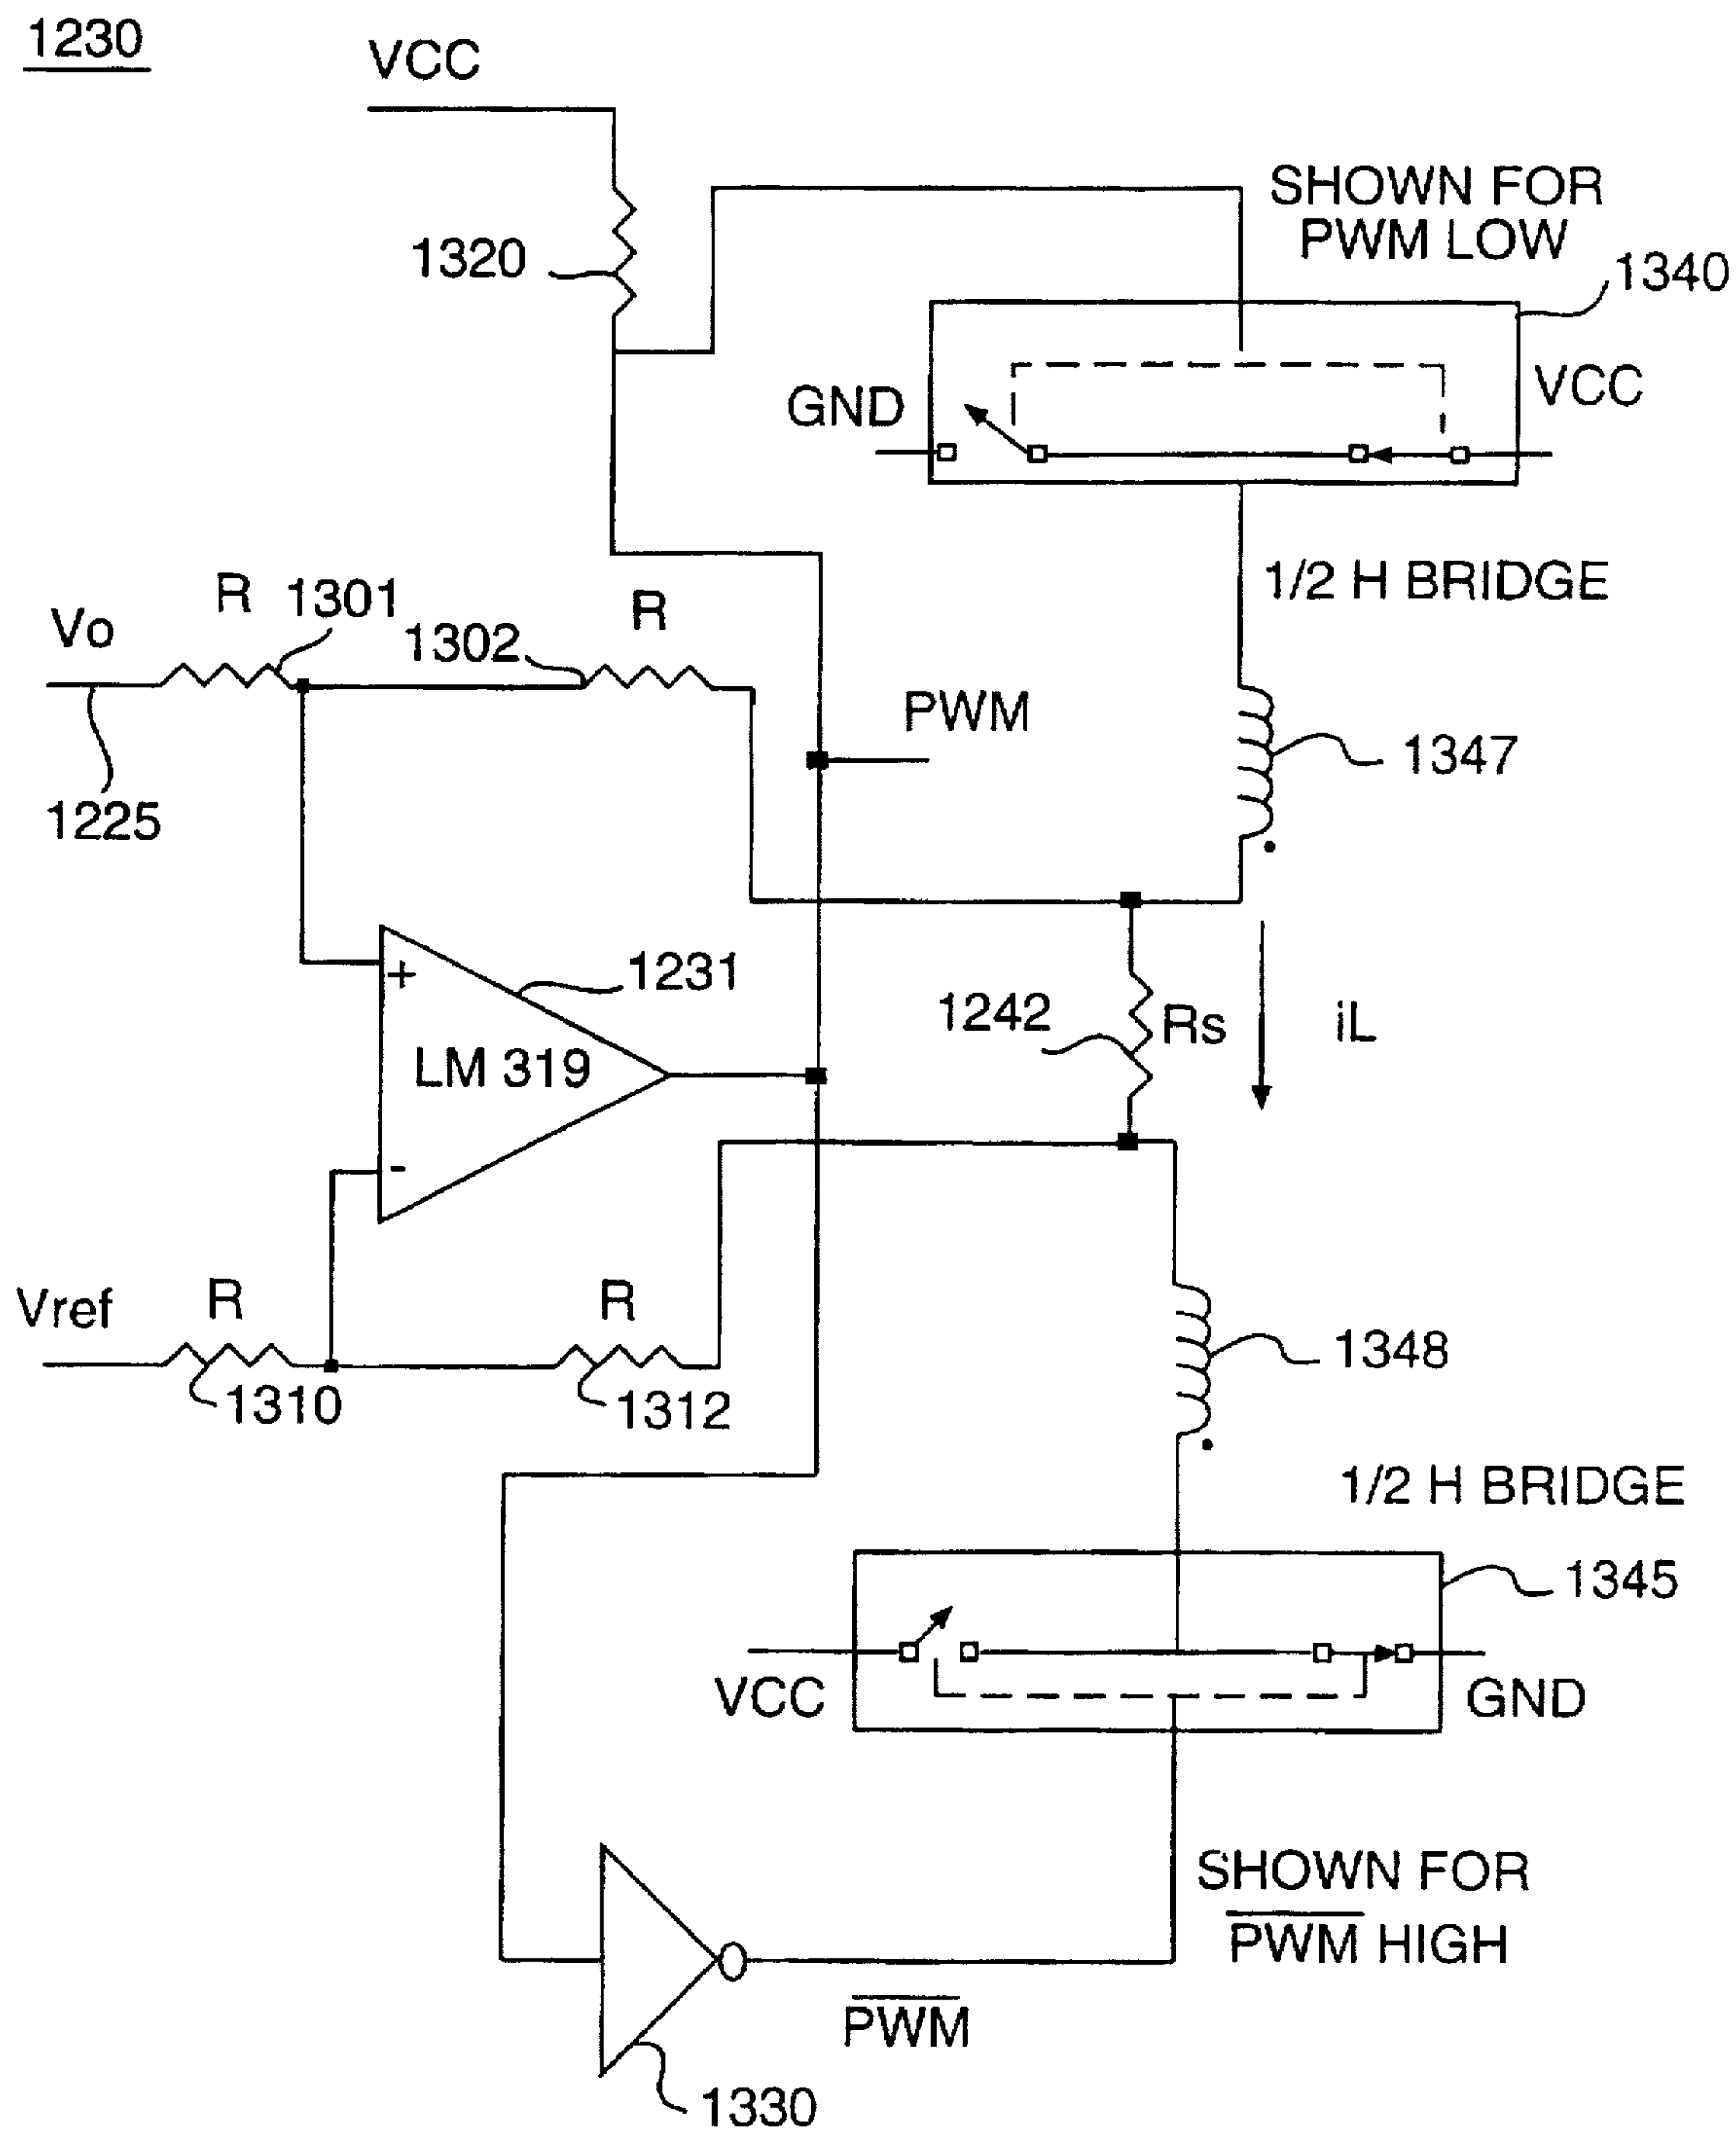 1230
VCC
SHOWN FOR
PWM LOW
1320
1340
GND
VCC
1/2 H BRIDGE
R
1301
R
Vo
1302
PWM
1347
1225
1231
+
1242
Rs
iL
LM 319
-
Vref
R
R
1348
1310
1312
1/2 H BRIDGE
1345
VCC
GND
SHOWN FOR
P̅W̅M̅ HIGH
P̅W̅M̅
1330